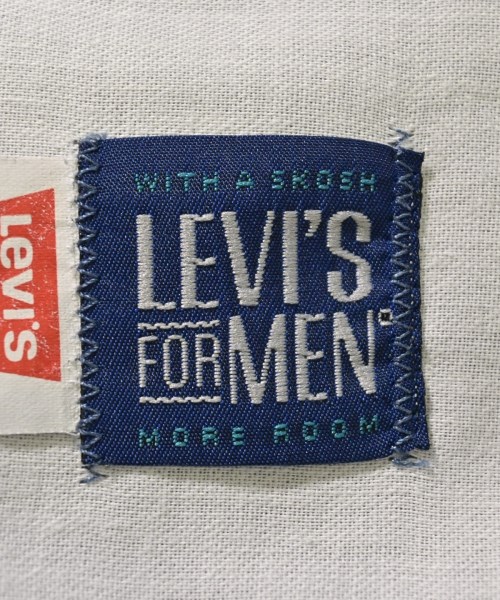 WITH A SKOSH
LEVI'S
FOR MEN
MORE ROOM
LEVI'S